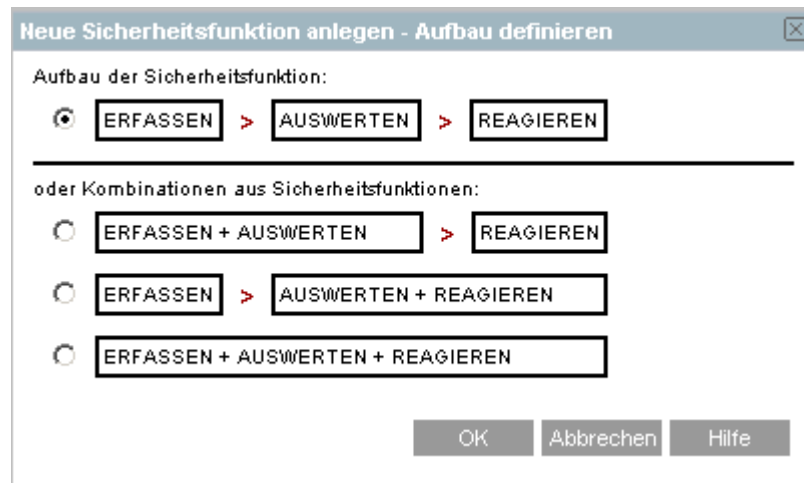 Neue Sicherheitsfunktion anlegen - Aufbau definieren
Aufbau der Sicherheitsfunktion:
ERFASSEN > AUSWERTEN > REAGIEREN
oder Kombinationen aus Sicherheitsfunktionen:
ERFASSEN + AUSWERTEN > REAGIEREN
ERFASSEN > AUSWERTEN + REAGIEREN
ERFASSEN + AUSWERTEN + REAGIEREN
OK Abbrechen Hilfe